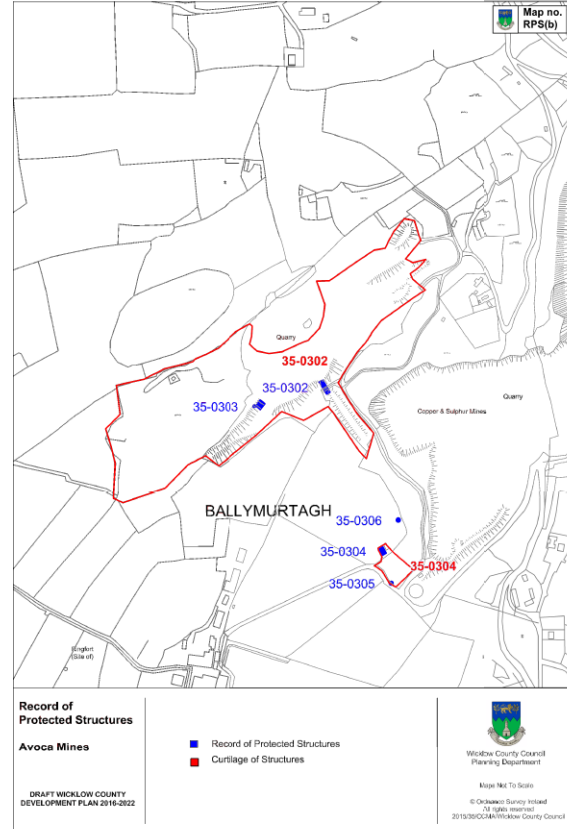 Map no.
RPS(b)
Quarry
35-0302
35-0302
35-0303
Quarry
Copper & Sulphur Mines
BALLYMURTAGH
35-0306
35-0304
35-0304
35-0305
Ringfort
(Site of)
Record of
Protected Structures
Avoca Mines
DRAFT WICKLOW COUNTY
DEVELOPMENT PLAN 2016-2022
Record of Protected Structures
Curtilage of Structures
Wicklow County Council
Planning Department
Maps Not To Scale
© Ordnance Survey Ireland
All rights reserved
2015/35/CCMA/Wicklow County Council